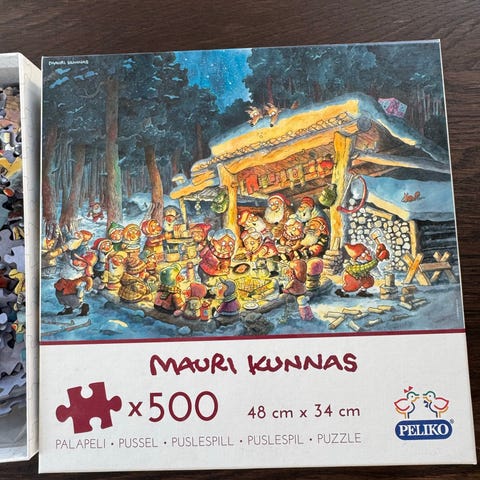 MAURI KUNNAS
MAURI KUNNAS
x500
48 cm x 34 cm
PALAPELI • PUSSEL • PUSLESPILL • PUSLESPIL • PUZZLE
PELIKO